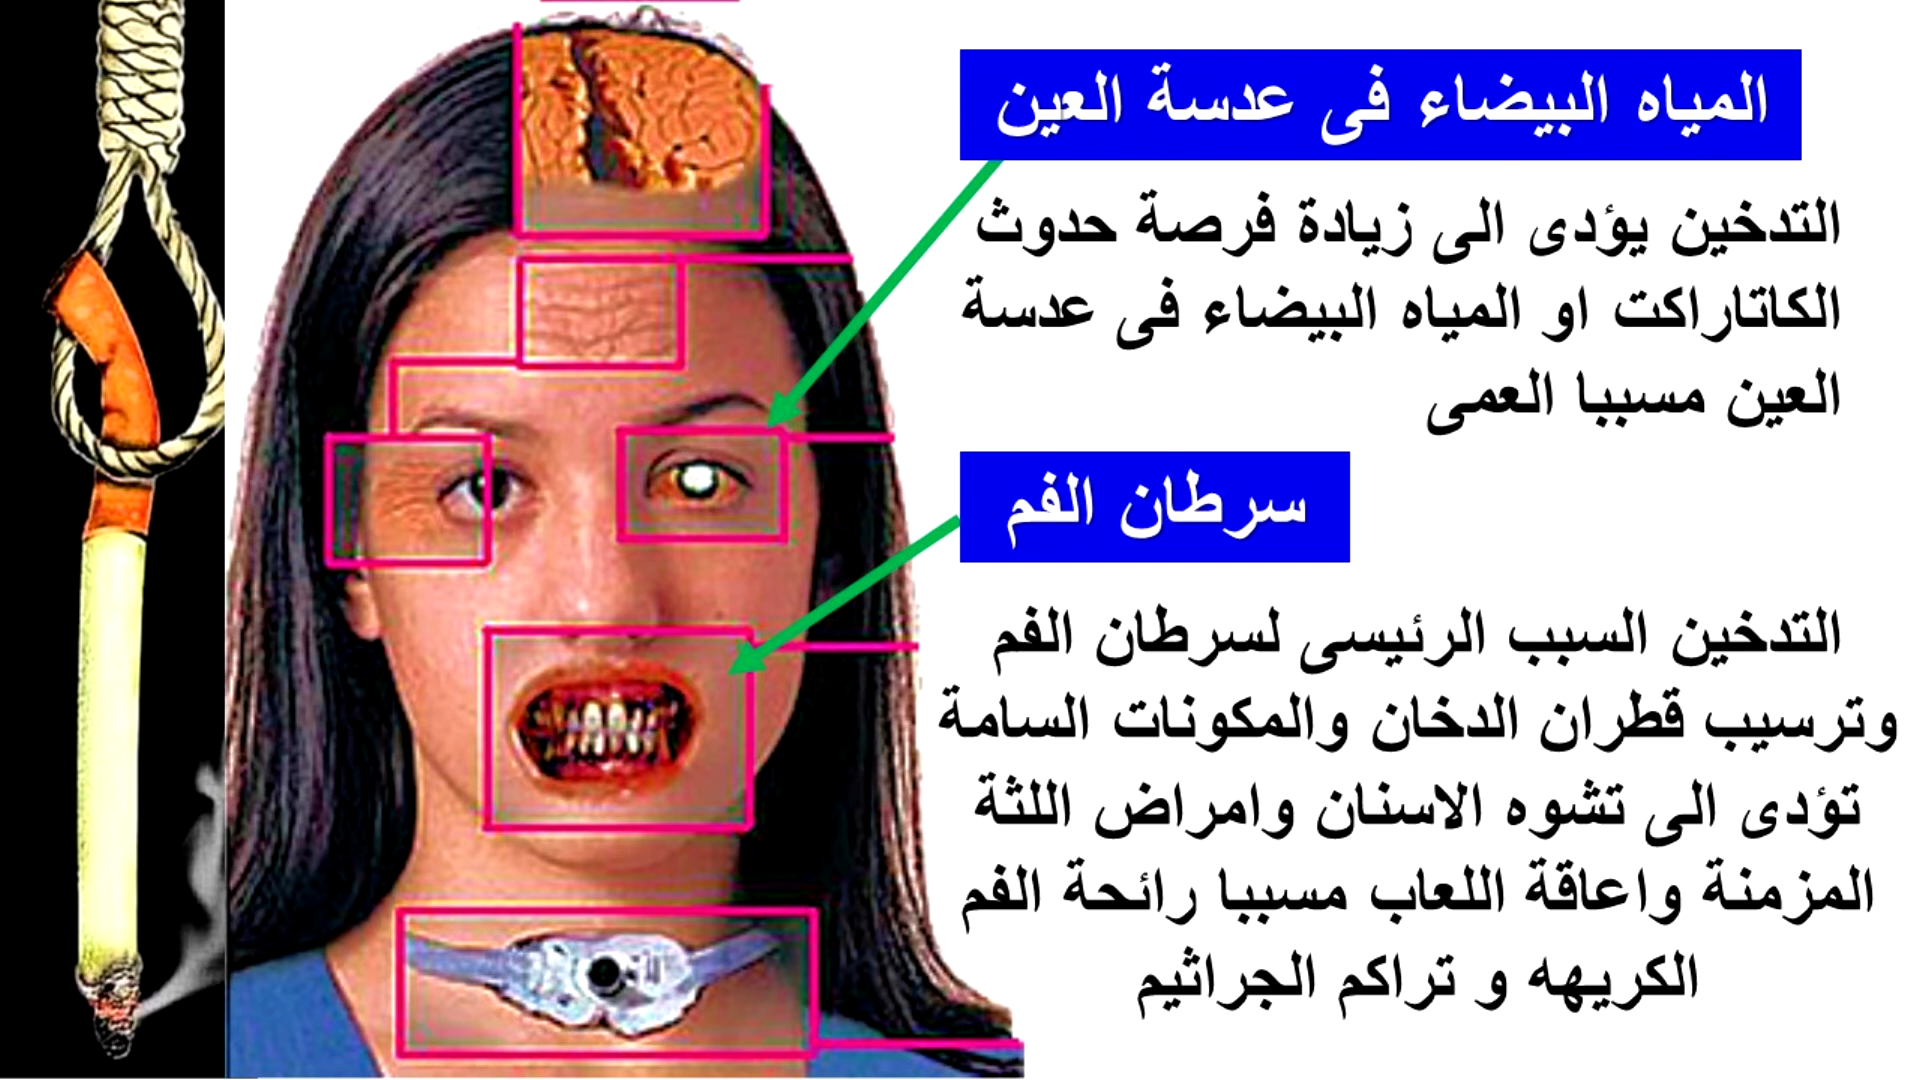 المياه البيضاء فى عدسة العين
التدخين يؤدى الى زيادة فرصة حدوث
الكاتاراكت او المياه البيضاء فى عدسة
العين مسببا العمى
سرطان الفم
التدخين السبب الرئيسى لسرطان الفم
وترسيب قطران الدخان والمكونات السامة
تؤدى الى تشوه الاسنان وامراض اللثة
المزمنة واعاقة اللعاب مسببا رائحة الفم
الكريهه و تراكم الجراثيم